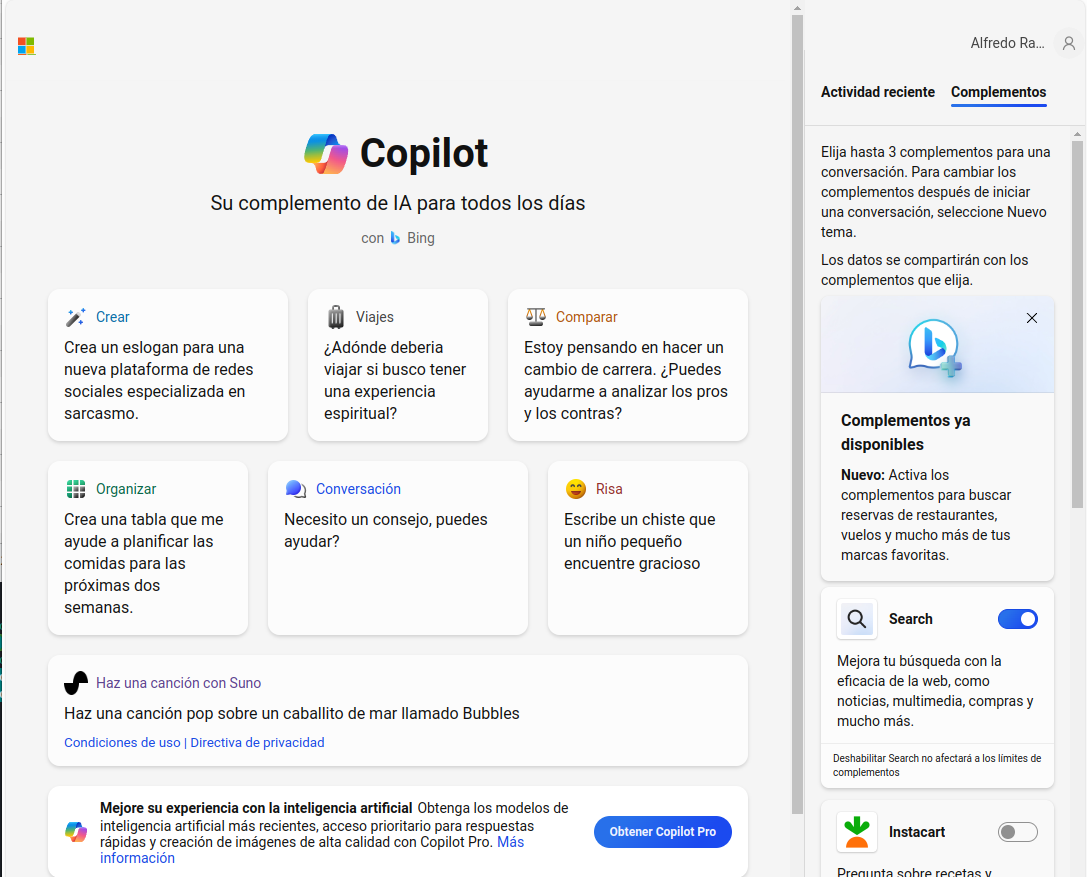 Alfredo Ra...
Actividad reciente
Complementos
Copilot
Su complemento de IA para todos los días
con Bing
Crear
Crea un eslogan para una
nueva plataforma de redes
sociales especializada en
sarcasmo.
Viajes
¿Adónde deberia
viajar si busco tener
una experiencia
espiritual?
Comparar
Estoy pensando en hacer un
cambio de carrera. ¿Puedes
ayudarme a analizar los pros
y los contras?
Organizar
Crea una tabla que me
ayude a planificar las
comidas para las
próximas dos
semanas.
Conversación
Necesito un consejo, puedes
ayudar?
Risa
Escribe un chiste que
un niño pequeño
encuentre gracioso
Haz una canción con Suno
Haz una canción pop sobre un caballito de mar llamado Bubbles
Condiciones de uso | Directiva de privacidad
Mejore su experiencia con la inteligencia artificial Obtenga los modelos de
inteligencia artificial más recientes, acceso prioritario para respuestas
rápidas y creación de imágenes de alta calidad con Copilot Pro. Más
información
Obtener Copilot Pro
Elija hasta 3 complementos para una
conversación. Para cambiar los
complementos después de iniciar
una conversación, seleccione Nuevo
tema.
Los datos se compartirán con los
complementos que elija.
Complementos ya
disponibles
Nuevo: Activa los
complementos para buscar
reservas de restaurantes,
vuelos y mucho más de tus
marcas favoritas.
Search
Mejora tu búsqueda con la
eficacia de la web, como
noticias, multimedia, compras y
mucho más.
Deshabilitar Search no afectará a los límites de
complementos
Instacart
Pregunta sobre recetas y